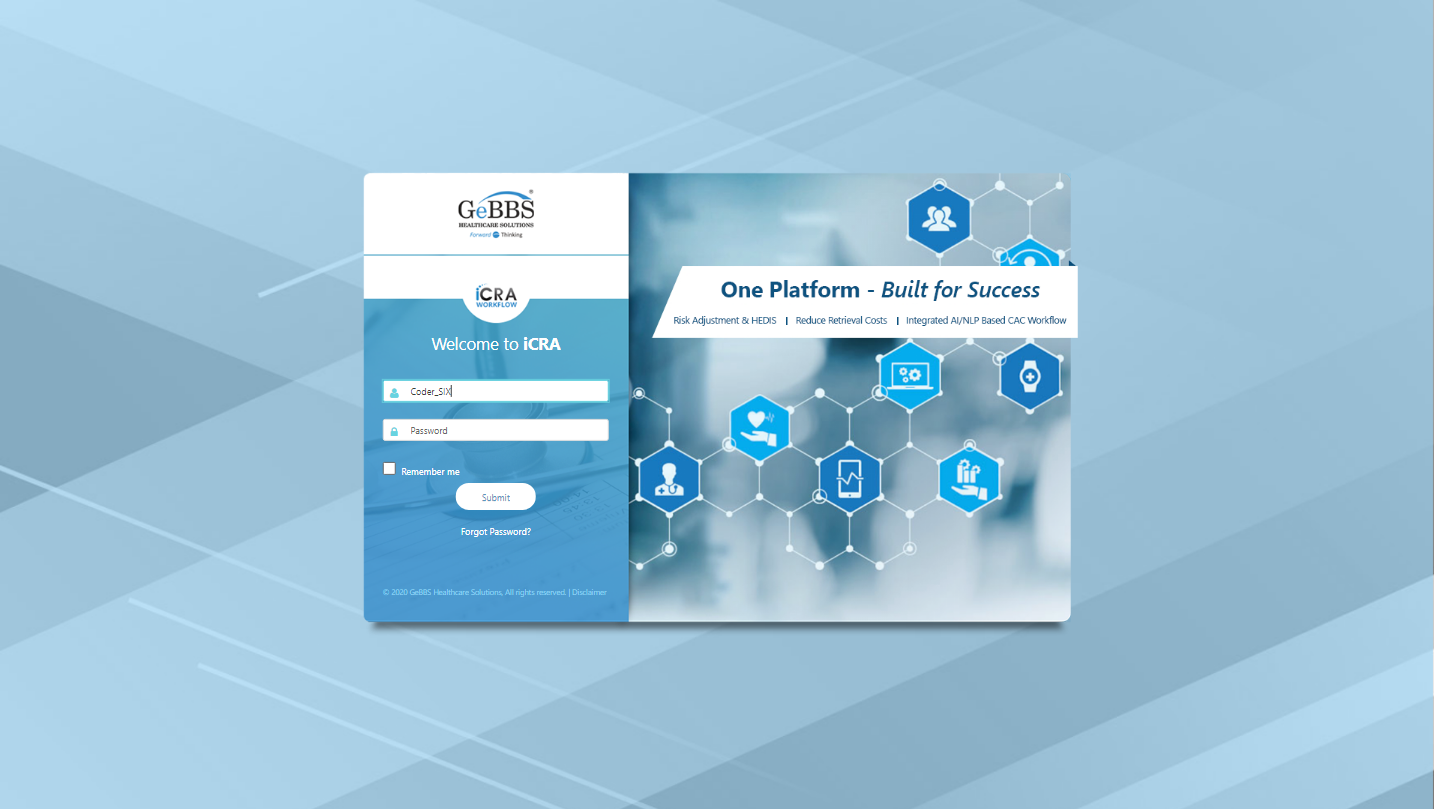 GeBBS®
HEALTHCARE SOLUTIONS
Forward Thinking
iCRA
WORKFLOW
Welcome to iCRA
Coder_SIX
Password
Remember me
Submit
Forgot Password?
© 2020 GeBBS Healthcare Solutions, All rights reserved. | Disclaimer
One Platform - Built for Success
Risk Adjustment & HEDIS | Reduce Retrieval Costs | Integrated AI/NLP Based CAC Workflow